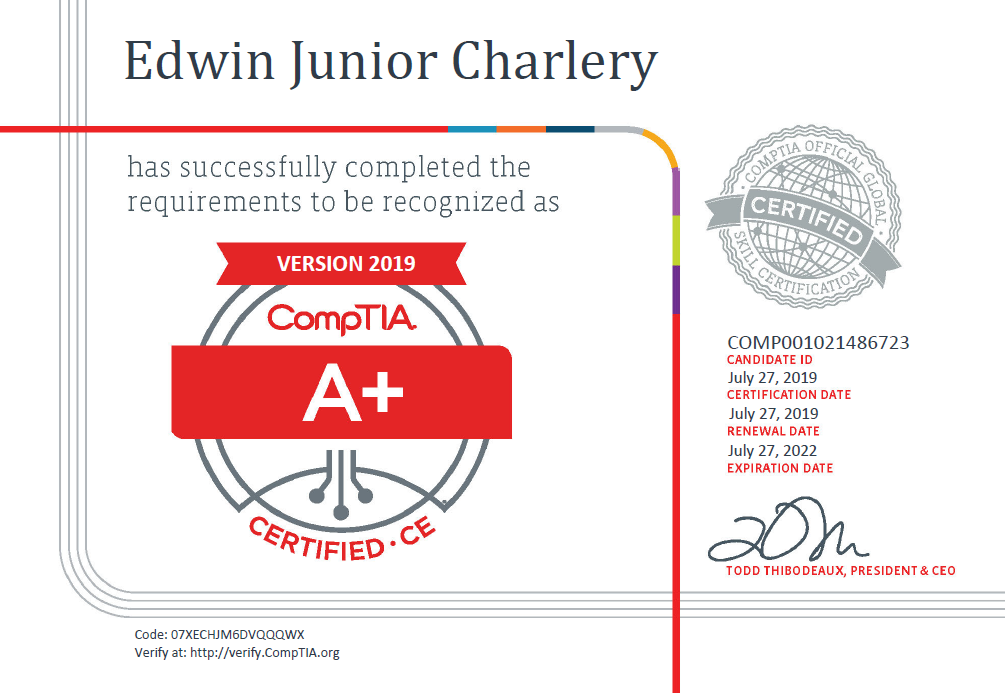 Edwin Junior Charlery
has successfully completed the
requirements to be recognized as
VERSION 2019
CompTIA.
A+
CERTIFIED · CE
COMPTIA OFFICIAL GLOBAL
CERTIFIED
SKILL CERTIFICATION
COMP001021486723
CANDIDATE ID
July 27, 2019
CERTIFICATION DATE
July 27, 2019
RENEWAL DATE
July 27, 2022
EXPIRATION DATE
TODD THIBODEAUX, PRESIDENT & CEO
Code: 07XECHJM6DVQQQWX
Verify at: http://verify.CompTIA.org